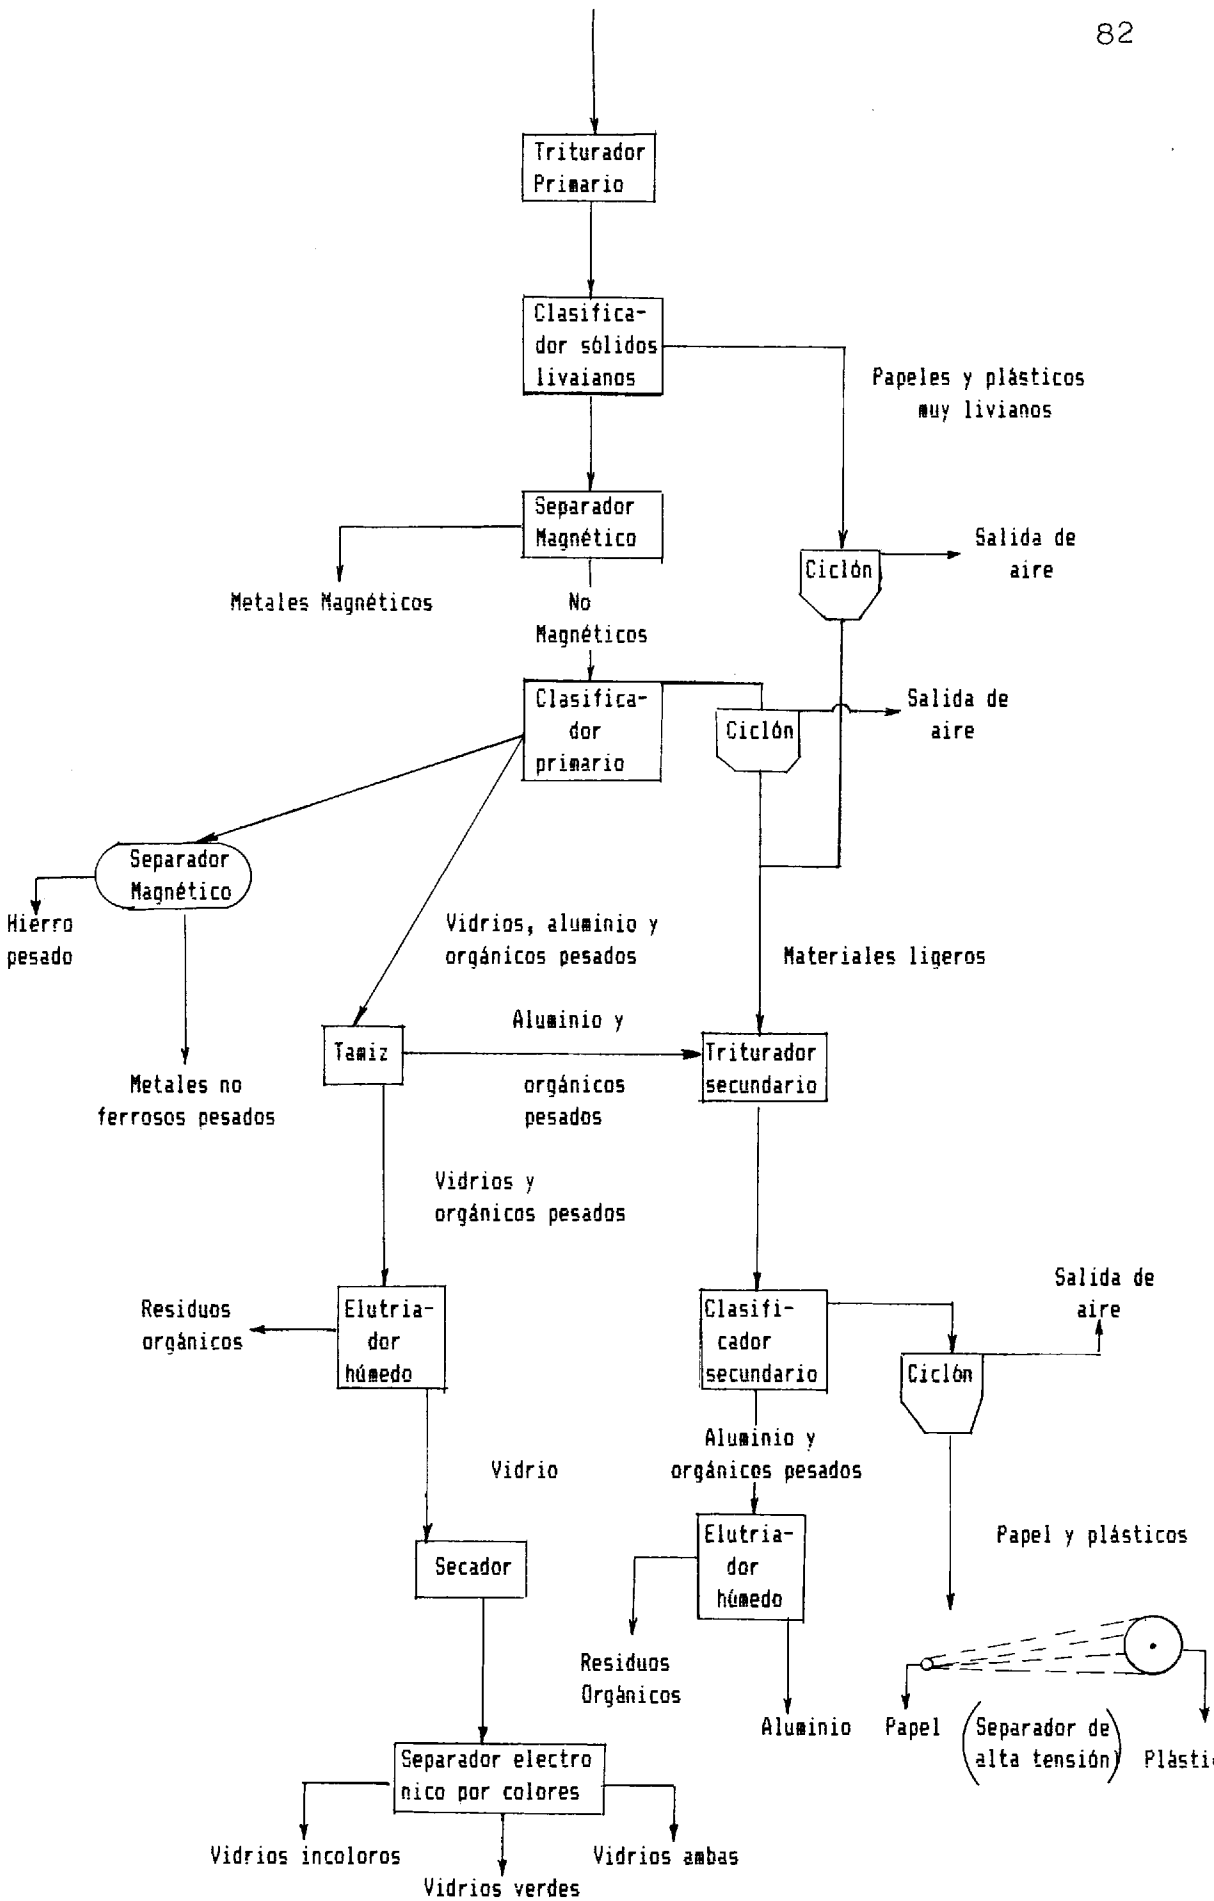 82
Triturador
Primario
Clasifica-
dor sólidos
livaianos
Papeles y plásticos
muy livianos
Separador
Magnético
Salida de
aire
Ciclón
Metales Magnéticos
No
Magnéticos
Clasifica-
dor
primario
Ciclón
Salida de
aire
Separador
Magnético
Hierro
pesado
Vidrios, aluminio y
orgánicos pesados
Materiales ligeros
Metales no
ferrosos pesados
Tamiz
Aluminio y
orgánicos
pesados
Triturador
secundario
Vidrios y
orgánicos pesados
Residuos
orgánicos
Elutria-
dor
húmedo
Clasifi-
cador
secundario
Salida de
aire
Ciclón
Vidrio
Aluminio y
orgánicos pesados
Secador
Elutria-
dor
húmedo
Papel y plásticos
Residuos
Orgánicos
Aluminio
Papel
(Separador de
alta tensión)
Plásti
Separador electro
nico por colores
Vidrios incoloros
Vidrios verdes
Vidrios ambas